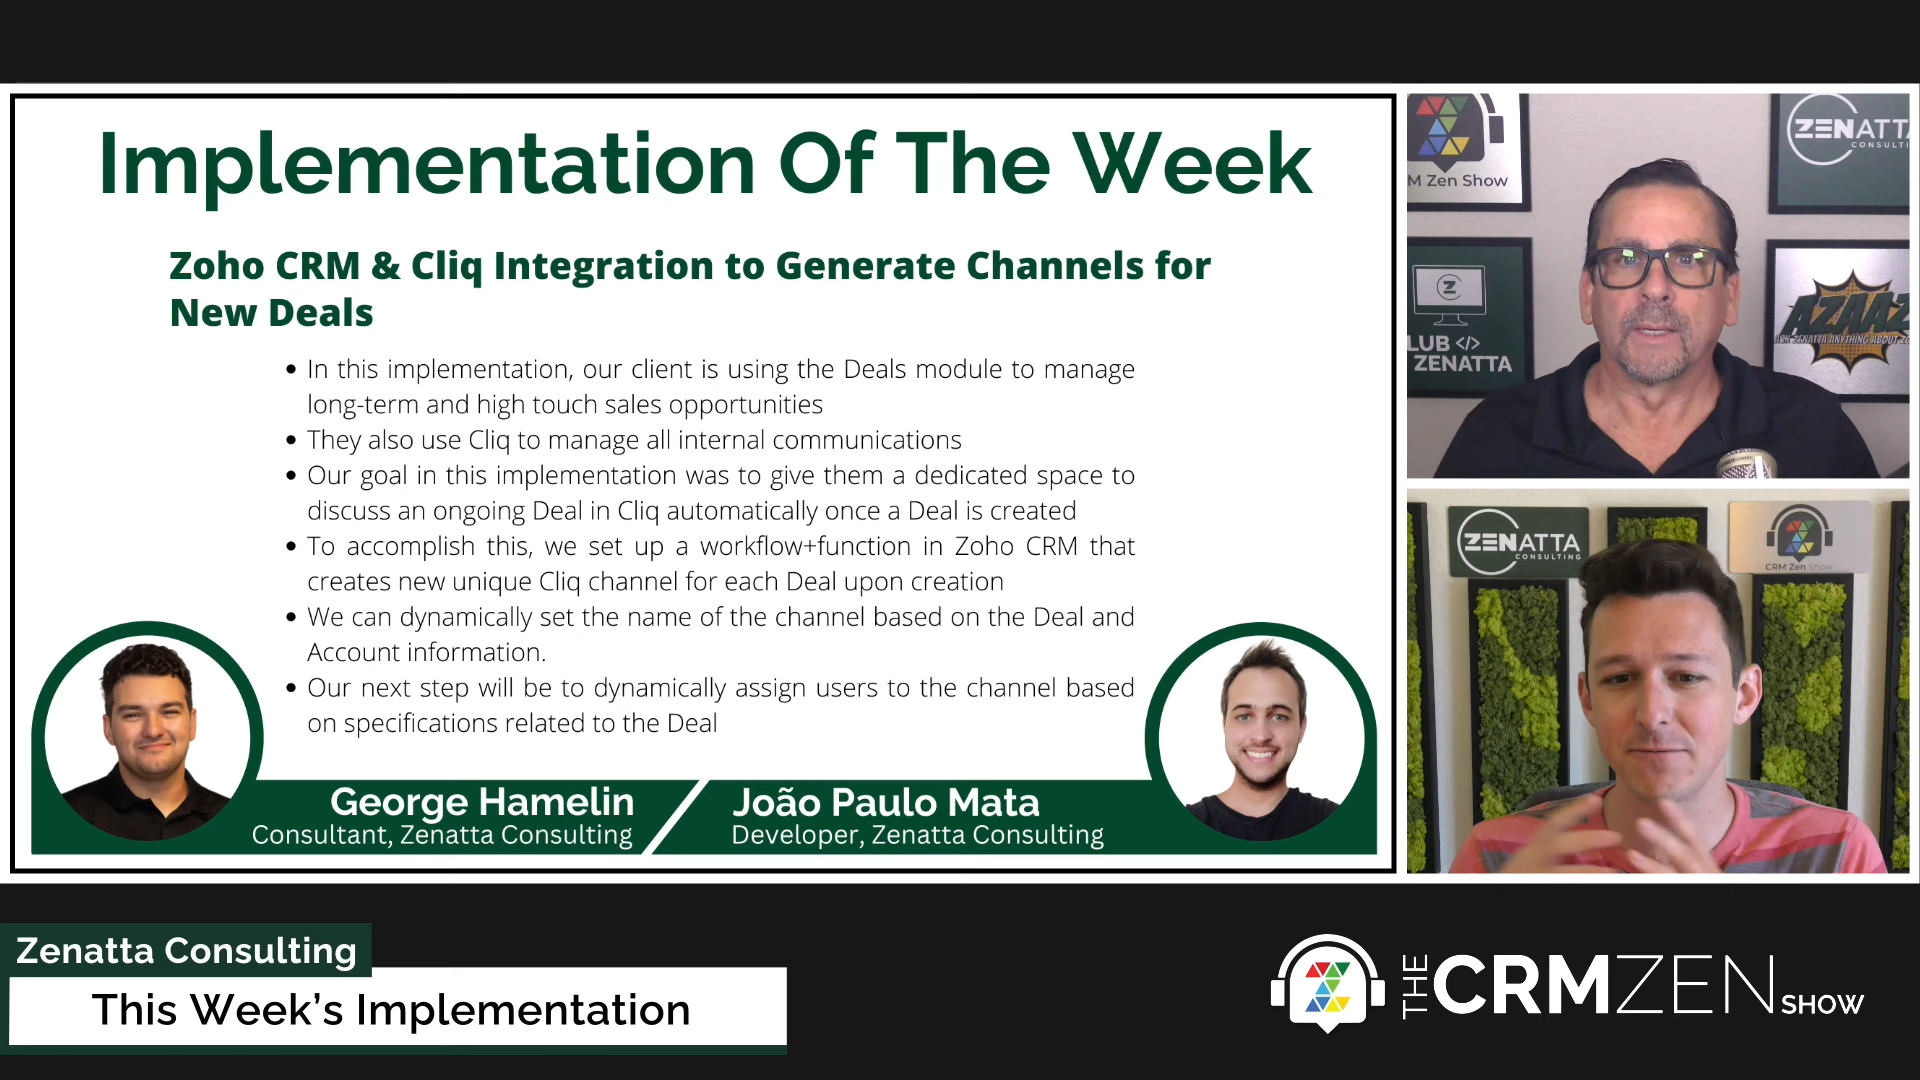 Implementation Of The Week
Zoho CRM & Cliq Integration to Generate Channels for
New Deals
• In this implementation, our client is using the Deals module to manage
long-term and high touch sales opportunities
• They also use Cliq to manage all internal communications
• Our goal in this implementation was to give them a dedicated space to
discuss an ongoing Deal in Cliq automatically once a Deal is created
• To accomplish this, we set up a workflow+function in Zoho CRM that
creates new unique Cliq channel for each Deal upon creation
• We can dynamically set the name of the channel based on the Deal and
Account information.
• Our next step will be to dynamically assign users to the channel based
on specifications related to the Deal
George Hamelin
Consultant, Zenatta Consulting
João Paulo Mata
Developer, Zenatta Consulting
M Zen Show
ZENATT
CONSULTI
LUB </>
ZENATTA
AZAAZ
ZENATTA
CONSULTING
CRM Zen Show
Zenatta Consulting
This Week's Implementation
THE CRMZEN SHOW